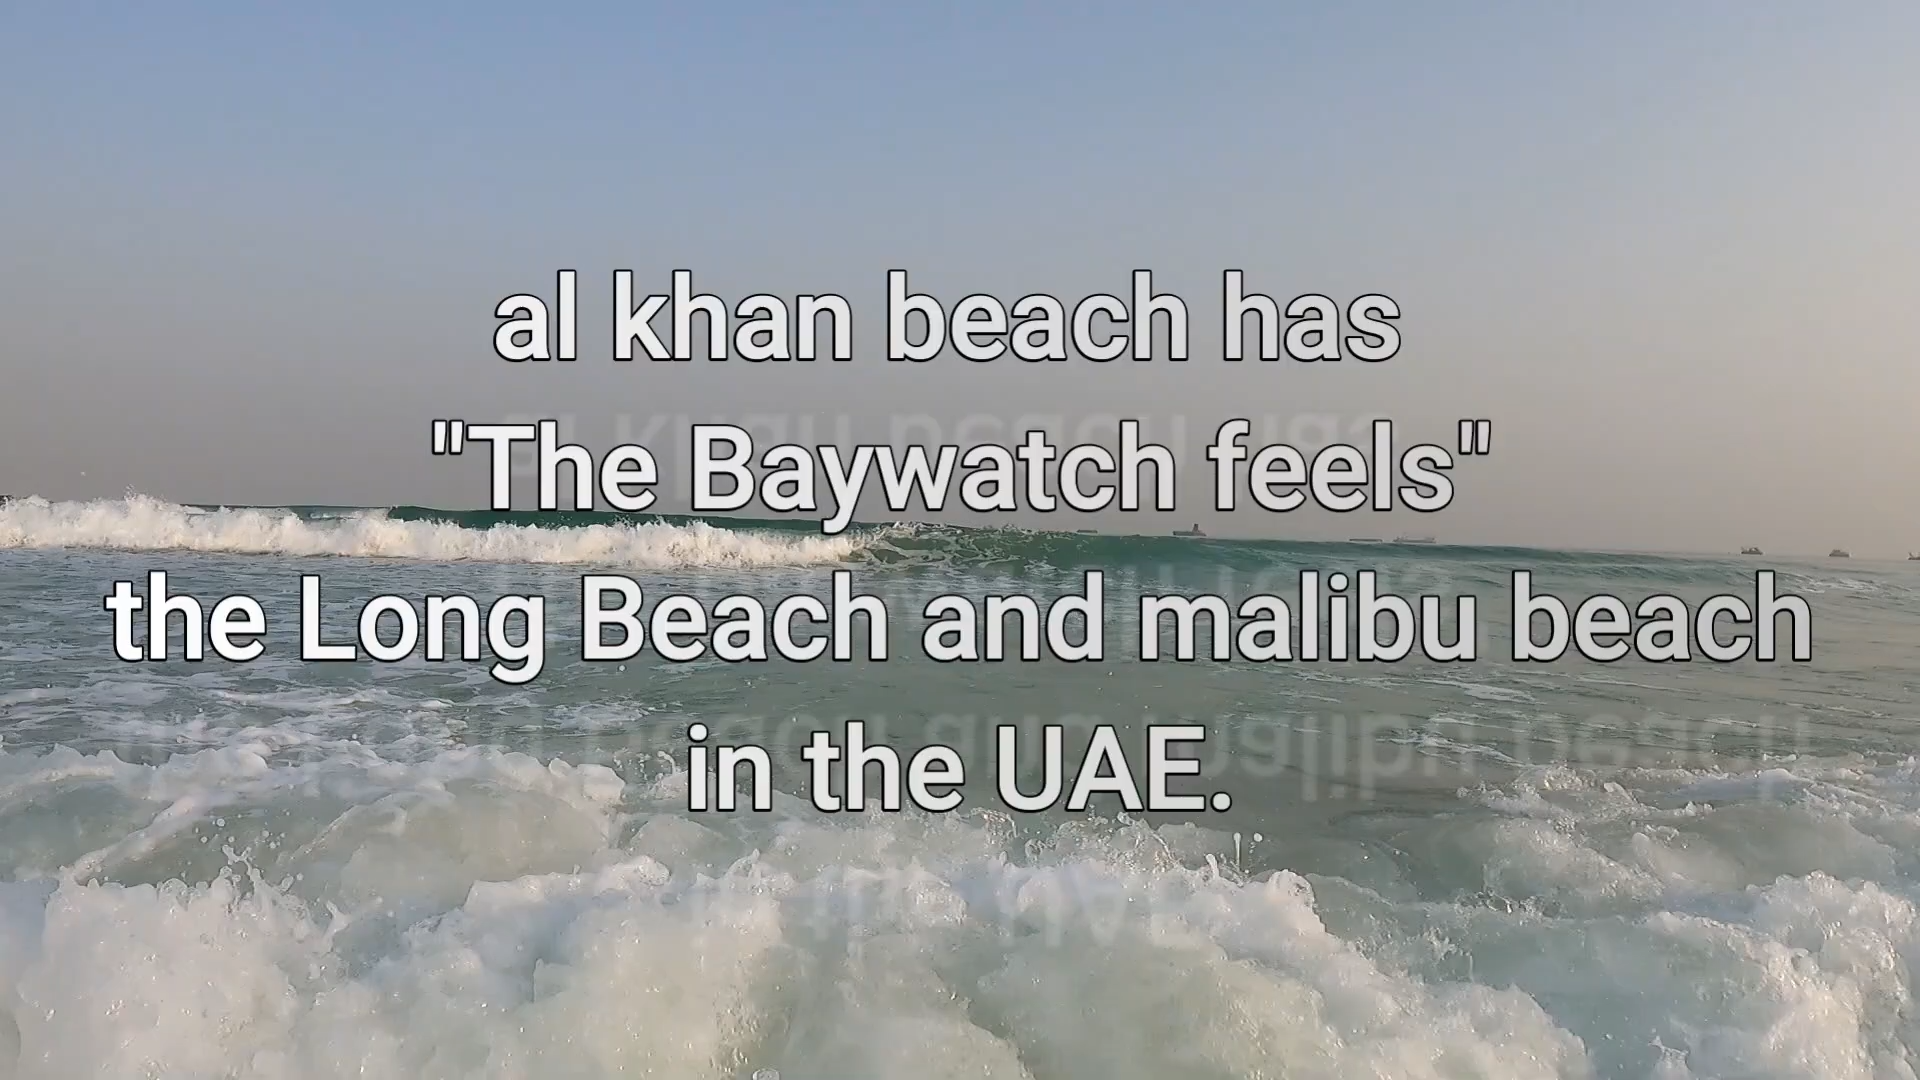 al khan beach has
"The Baywatch feels"
the Long Beach and malibu beach
in the UAE.